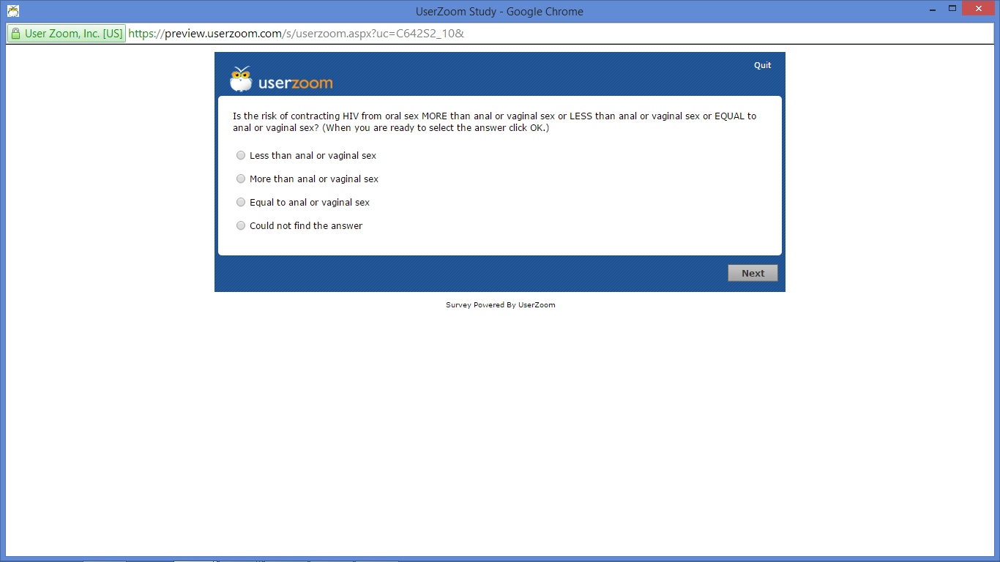 UserZoom Study - Google Chrome
User Zoom, Inc. [US] https://preview.userzoom.com/s/userzoom.aspx?uc=C642S2_10&
Quit
userzoom
Is the risk of contracting HIV from oral sex MORE than anal or vaginal sex or LESS than anal or vaginal sex or EQUAL to
anal or vaginal sex? (When you are ready to select the answer click OK.)
Less than anal or vaginal sex
More than anal or vaginal sex
Equal to anal or vaginal sex
Could not find the answer
Next
Survey Powered By UserZoom